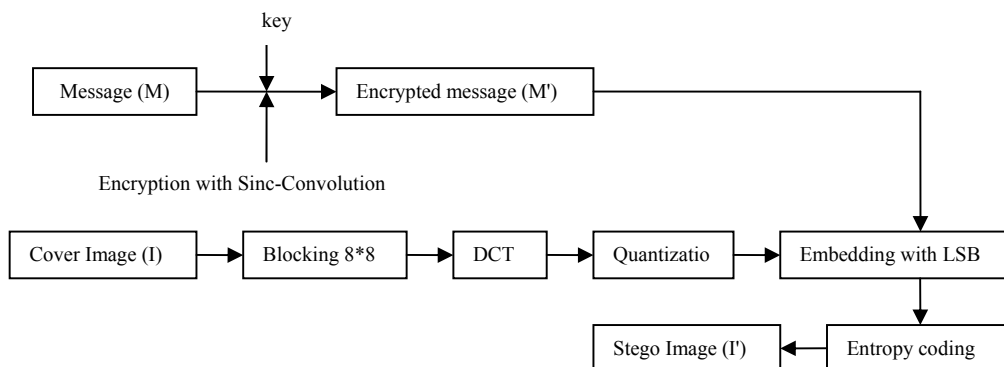 key
Message (M)
Encrypted message (M')
Encryption with Sinc-Convolution
Cover Image (I)
Blocking 8*8
DCT
Quantizatio
Embedding with LSB
Stego Image (I')
Entropy coding